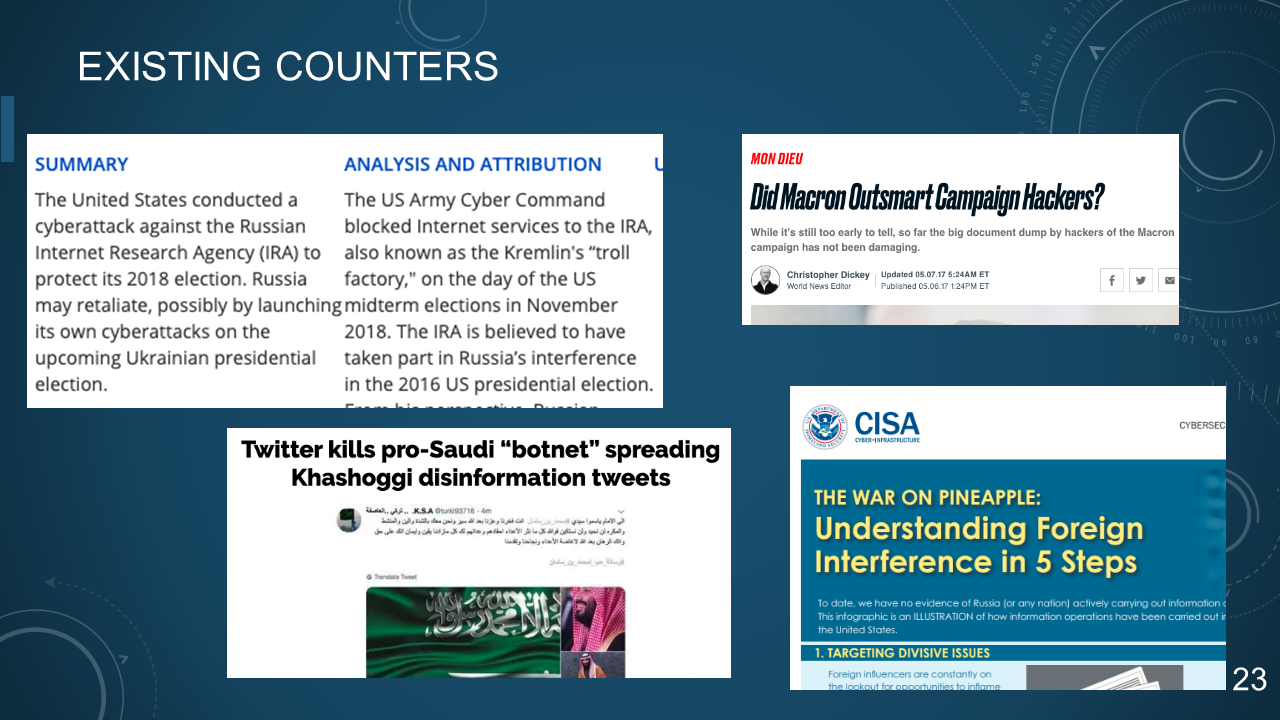 EXISTING COUNTERS
SUMMARY
The United States conducted a
cyberattack against the Russian
Internet Research Agency (IRA) to
protect its 2018 election. Russia
may retaliate, possibly by launching
its own cyberattacks on the
upcoming Ukrainian presidential
election.
ANALYSIS AND ATTRIBUTION
The US Army Cyber Command
blocked Internet services to the IRA,
also known as the Kremlin's “troll
factory," on the day of the US
midterm elections in November
2018. The IRA is believed to have
taken part in Russia’s interference
in the 2016 US presidential election.
From his perspective, Russian
U
MON DIEU
Did Macron Outsmart Campaign Hackers?
While it's still too early to tell, so far the big document dump by hackers of the Macron
campaign has not been damaging.
Christopher Dickey
World News Editor
Updated 05.07.17 5:24AM ET
Published 05.06.17 1:24PM ET
Twitter kills pro-Saudi “botnet” spreading
Khashoggi disinformation tweets
K.S.A @turki93716 · 4m
Translate Tweet
CISA
CYBER+INFRASTRUCTURE
CYBERSEC
THE WAR ON PINEAPPLE:
Understanding Foreign
Interference in 5 Steps
To date, we have no evidence of Russia (or any nation) actively carrying out information
This infographic is an ILLUSTRATION of how information operations have been carried out
the United States.
1. TARGETING DIVISIVE ISSUES
Foreign influencers are constantly on
the lookout for opportunities to inflame
23